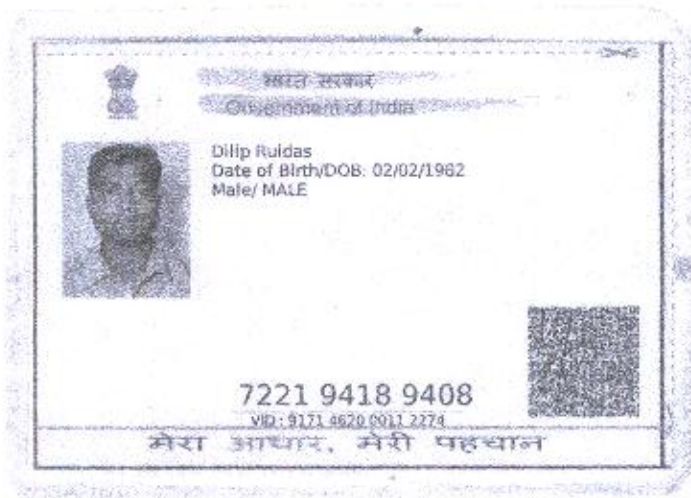 भारत सरकार
Government of India
Dilip Ruidas
Date of Birth/DOB: 02/02/1982
Male/ MALE
7221 9418 9408
VID : 9171 4620 0011 2274
मेरा आधार, मेरी पहचान